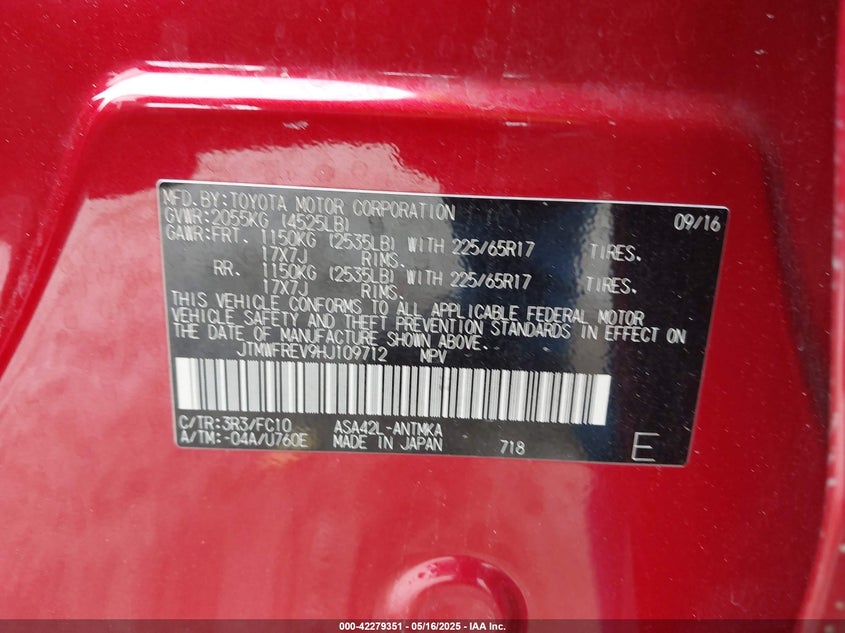 MFD.BY:TOYOTA MOTOR CORPORATION 09/16
GVWR:2055KG (4525LB)
GAWR:FRT. 1150KG (2535LB) WITH 225/65R17 TIRES,
17X7J RIMS,
RR. 1150KG (2535LB) WITH 225/65R17 TIRES,
17X7J RIMS.
THIS VEHICLE CONFORMS TO ALL APPLICABLE FEDERAL MOTOR
VEHICLE SAFETY AND THEFT PREVENTION STANDARDS IN EFFECT ON
THE DATE OF MANUFACTURE SHOWN ABOVE.
JTMWFREV9HJ109712 MPV
C/TR:3R3/FC10 ASA42L-ANTMKA
A/TM:-04A/U760E MADE IN JAPAN 718 E
000-42279351 - 05/16/2025 - IAA Inc.